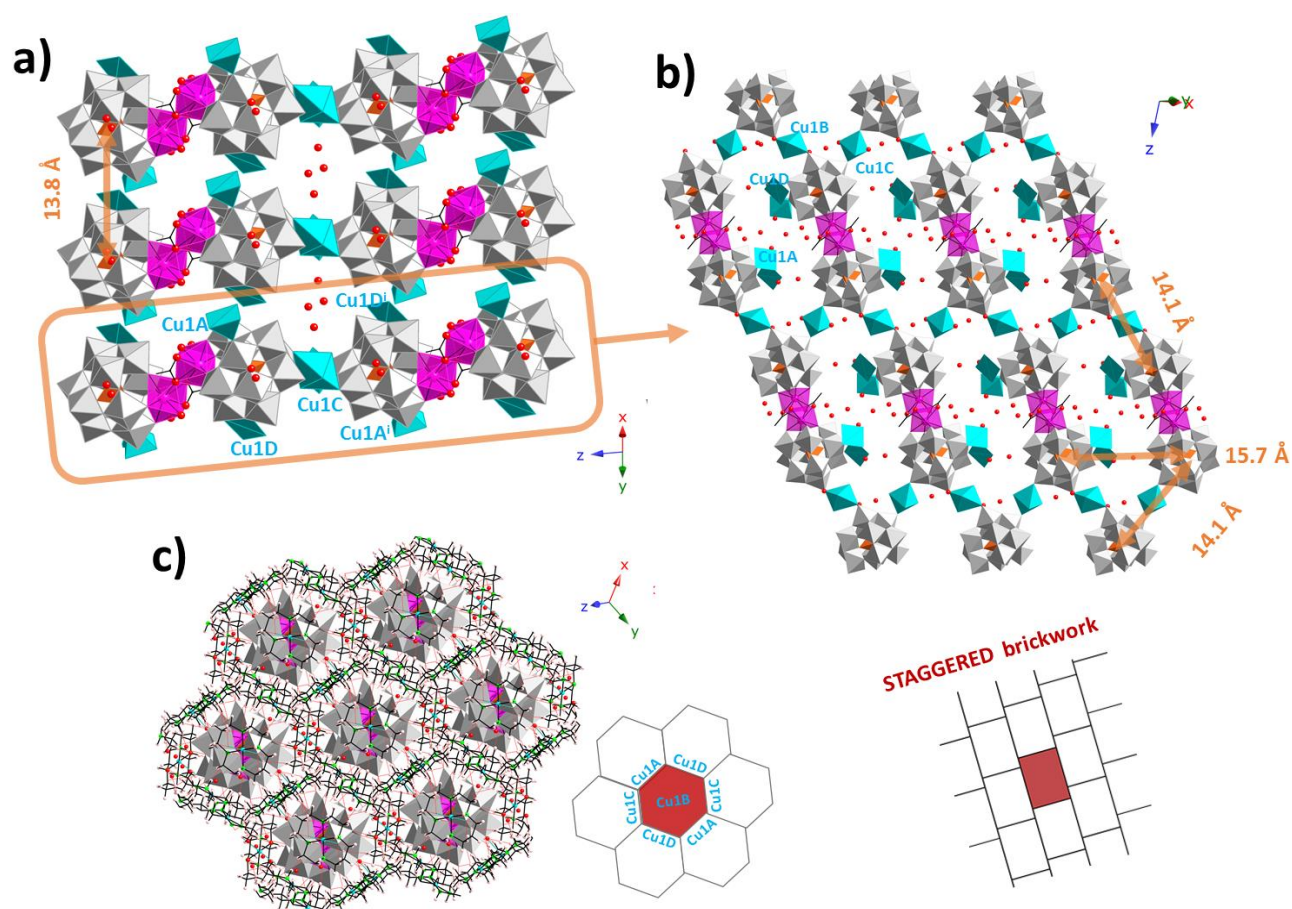 a)
13.8 Å
Cu1A
Cu1Dⁱ
Cu1C
Cu1Aⁱ
Cu1D
x
z
y
b)
Cu1B
Cu1C
Cu1D
Cu1A
y
x
z
14.1 Å
15.7 Å
14.1 Å
c)
x
z
y
Cu1A
Cu1D
Cu1C
Cu1B
Cu1C
Cu1D
Cu1A
STAGGERED brickwork